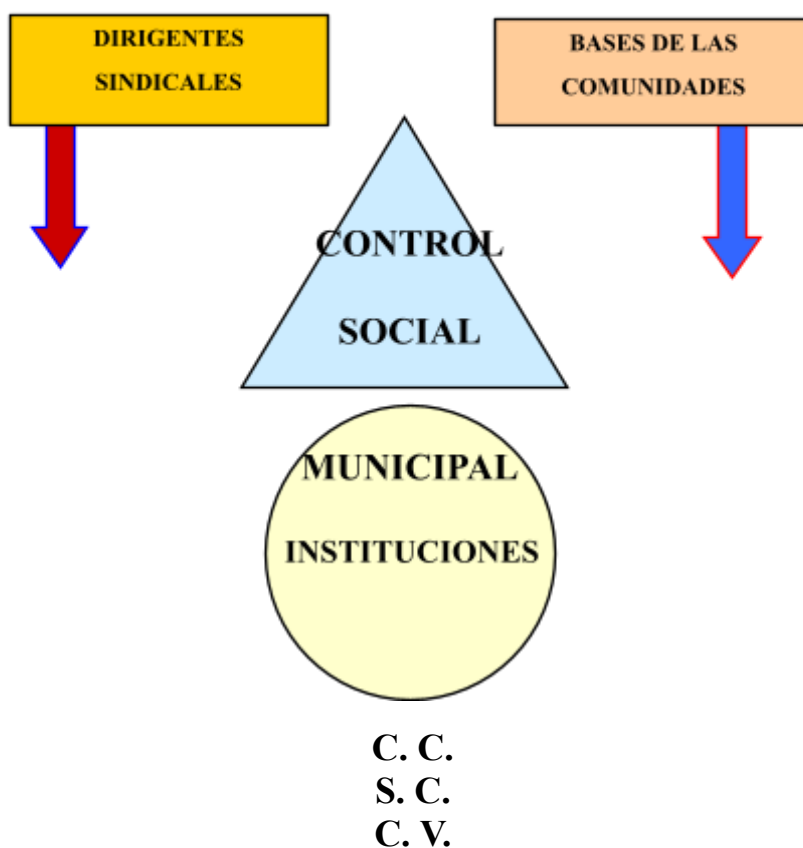 DIRIGENTES
SINDICALES
BASES DE LAS
COMUNIDADES
CONTROL
SOCIAL
MUNICIPAL
INSTITUCIONES
C. C.
S. C.
C. V.